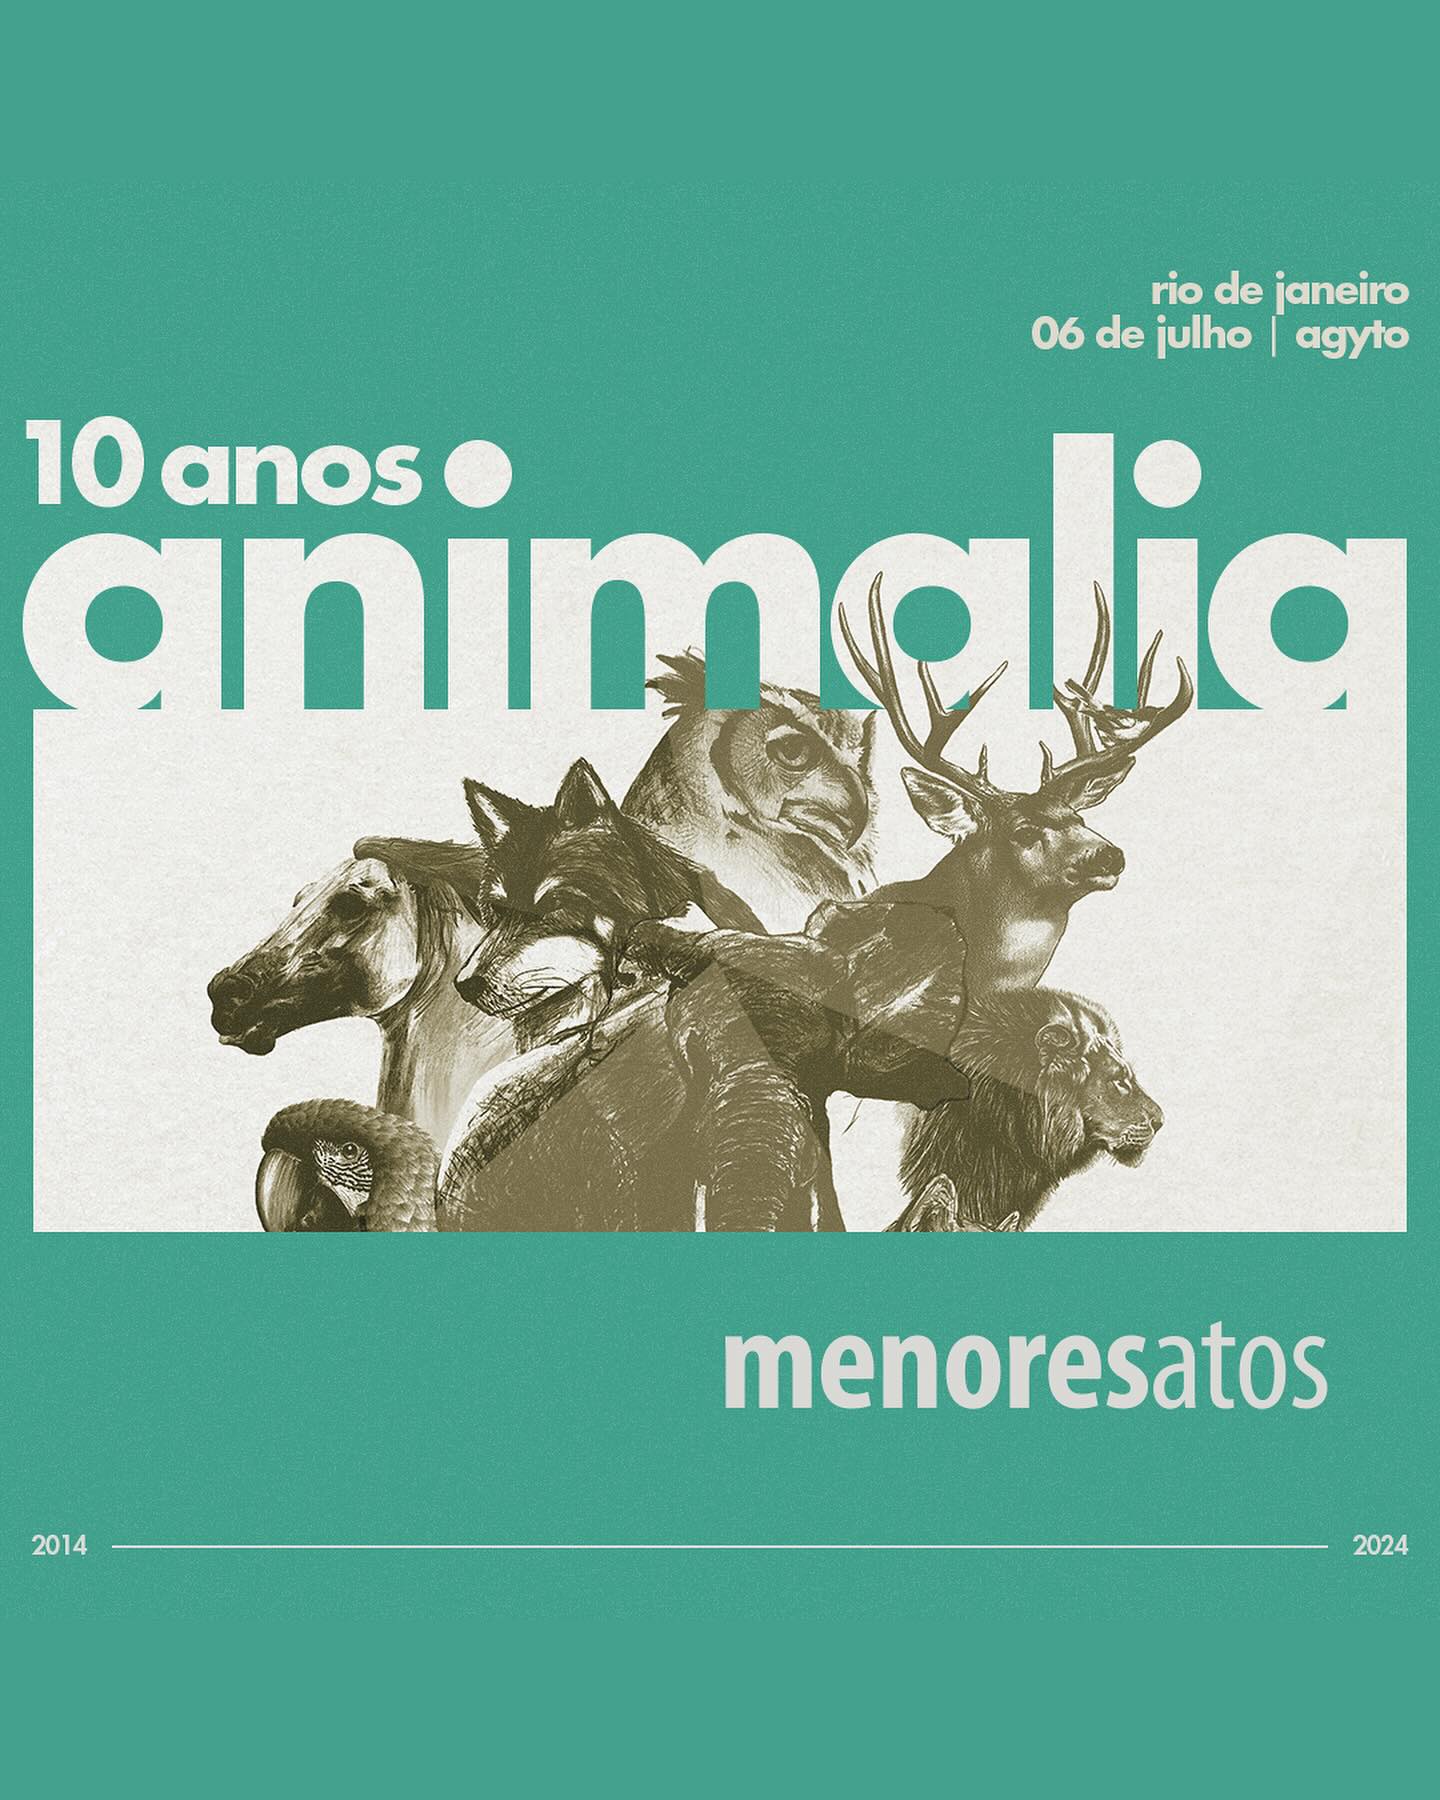 rio de janeiro
06 de julho | agyto
10 anos
animalia
menoresatos
2014
2024